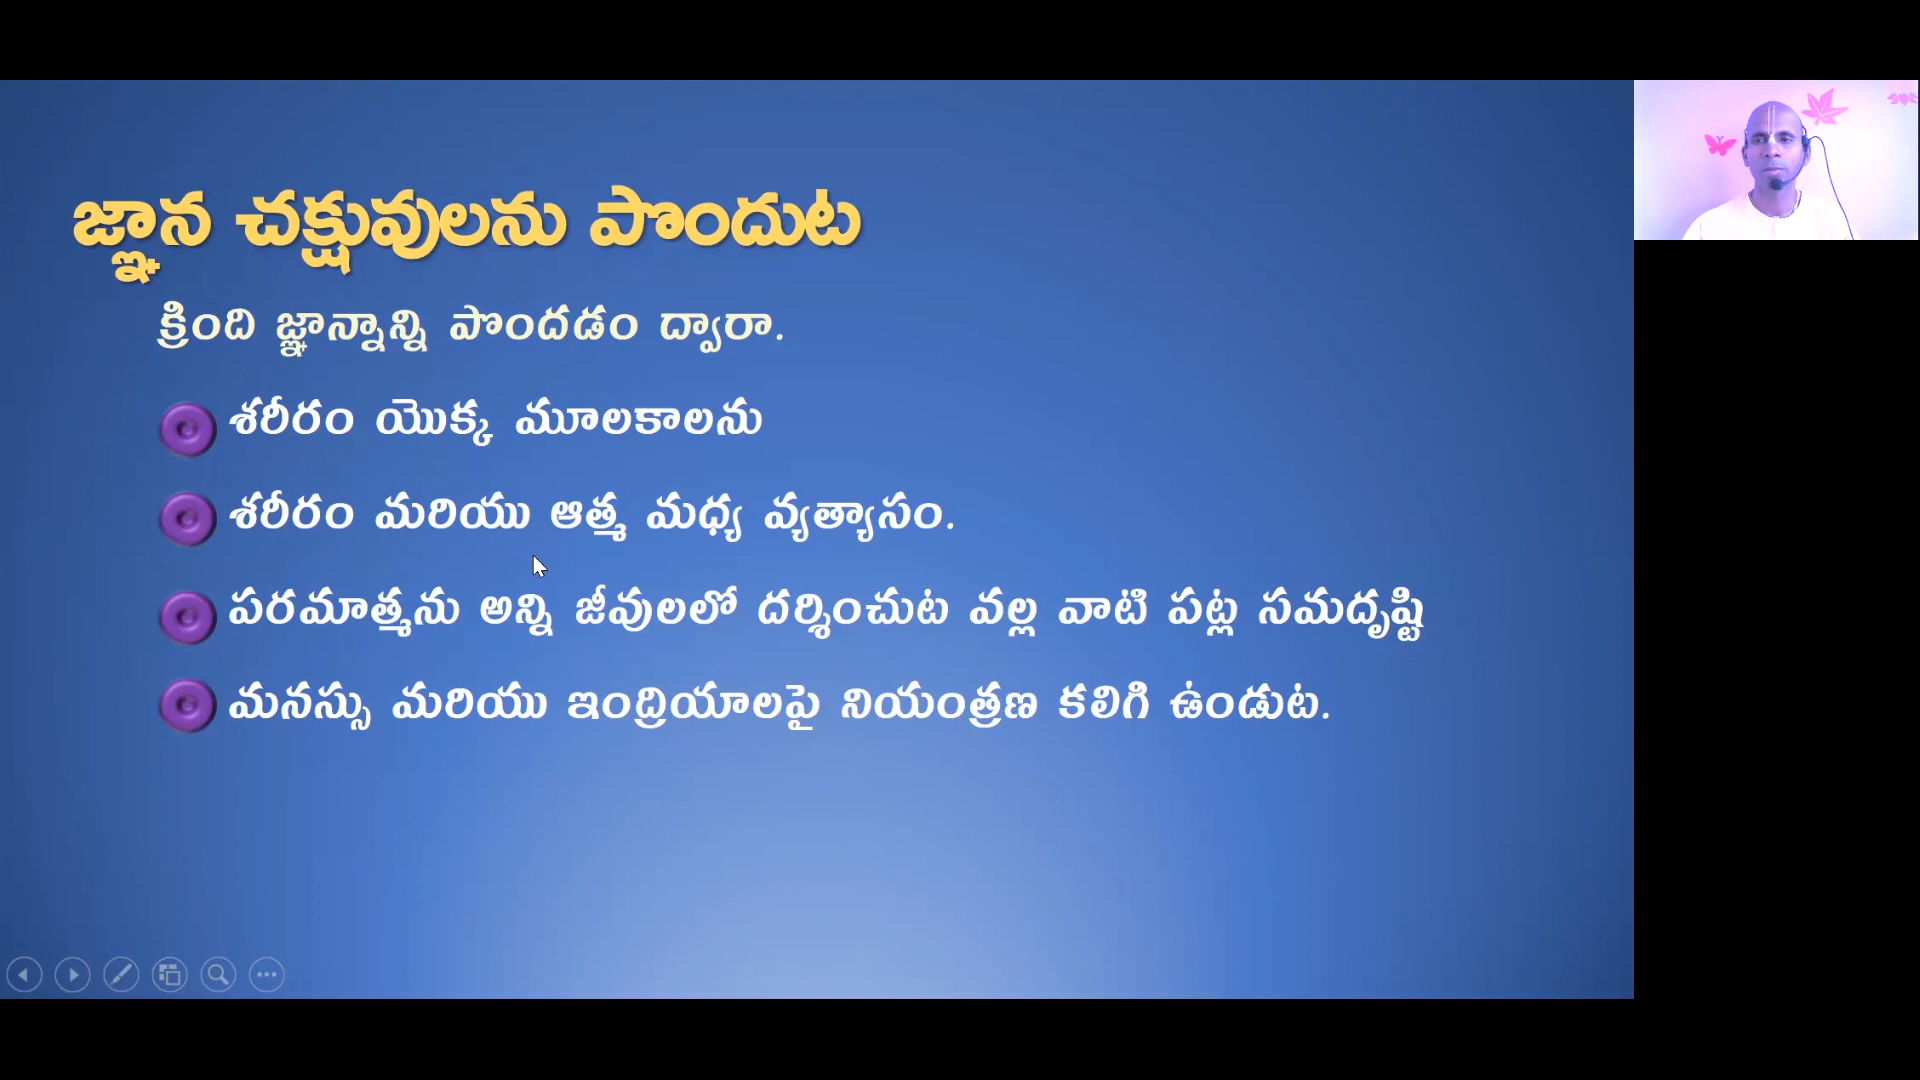 జ్ఞాన చక్షువులను పొందుట
క్రింది జ్ఞాన్నాన్ని పొందడం ద్వారా.
శరీరం యొక్క మూలకాలను
శరీరం మరియు ఆత్మ మధ్య వ్యత్యాసం.
పరమాత్మను అన్ని జీవులలో దర్శించుట వల్ల వాటి పట్ల సమదృష్టి
మనస్సు మరియు ఇంద్రియాలపై నియంత్రణ కలిగి ఉండుట.